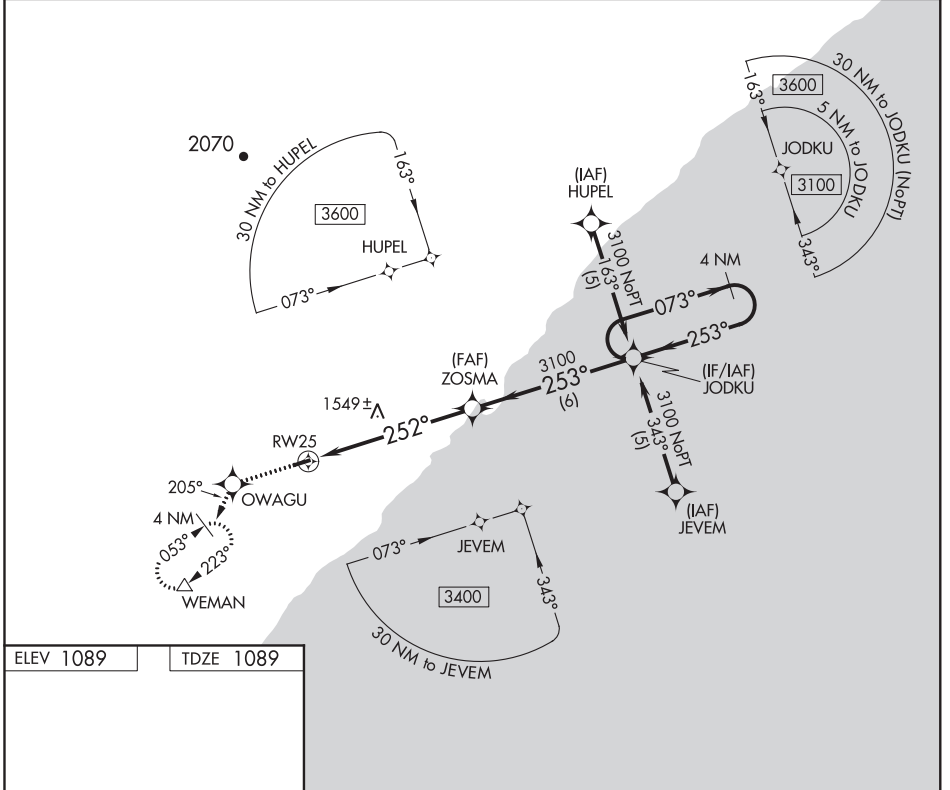 2070
30 NM to HUPEL
163°
3600
HUPEL
073°
30 NM to JODKU (NoPT)
163°
3600
5 NM to JODKU
JODKU
3100
343°
(IAF)
HUPEL
3100 NoPT
163°
(5)
4 NM
073°
253°
(IF/IAF)
JODKU
3100
253°
(6)
(FAF)
ZOSMA
3100 NoPT
343°
(5)
(IAF)
JEVEM
1549±
252°
RW25
OWAGU
205°
4 NM
053°
223°
WEMAN
073°
JEVEM
343°
3400
30 NM to JEVEM
ELEV 1089
TDZE 1089